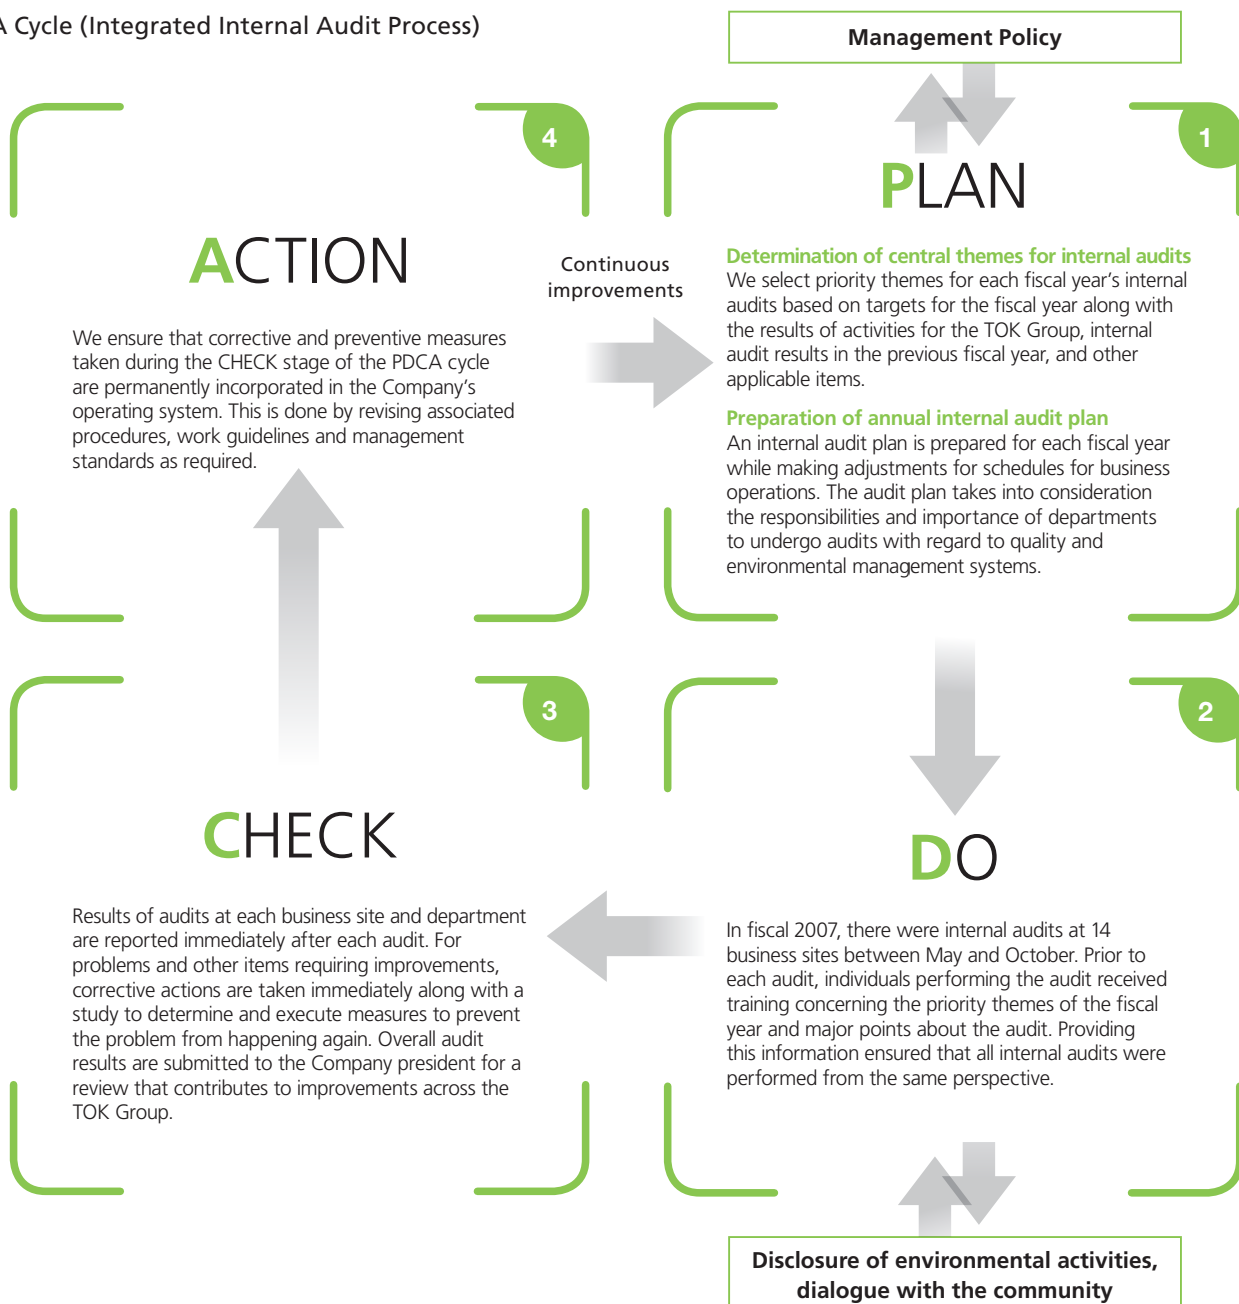 A Cycle (Integrated Internal Audit Process)
Management Policy
1
PLAN
Determination of central themes for internal audits
We select priority themes for each fiscal year's internal
audits based on targets for the fiscal year along with
the results of activities for the TOK Group, internal
audit results in the previous fiscal year, and other
applicable items.
Preparation of annual internal audit plan
An internal audit plan is prepared for each fiscal year
while making adjustments for schedules for business
operations. The audit plan takes into consideration
the responsibilities and importance of departments
to undergo audits with regard to quality and
environmental management systems.
2
DO
In fiscal 2007, there were internal audits at 14
business sites between May and October. Prior to
each audit, individuals performing the audit received
training concerning the priority themes of the fiscal
year and major points about the audit. Providing
this information ensured that all internal audits were
performed from the same perspective.
Disclosure of environmental activities,
dialogue with the community
3
CHECK
Results of audits at each business site and department
are reported immediately after each audit. For
problems and other items requiring improvements,
corrective actions are taken immediately along with a
study to determine and execute measures to prevent
the problem from happening again. Overall audit
results are submitted to the Company president for a
review that contributes to improvements across the
TOK Group.
4
ACTION
We ensure that corrective and preventive measures
taken during the CHECK stage of the PDCA cycle
are permanently incorporated in the Company's
operating system. This is done by revising associated
procedures, work guidelines and management
standards as required.
Continuous
improvements